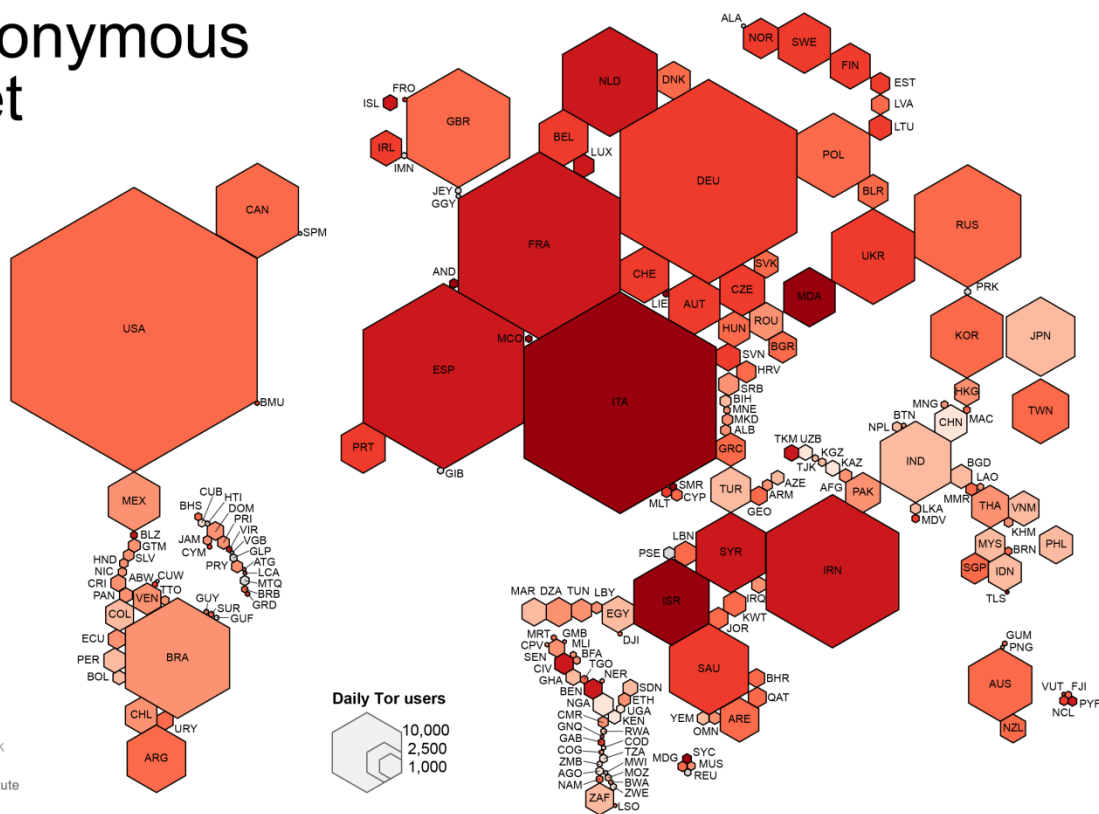 onymous
et
ALA
NOR
SWE
FIN
EST
LVA
LTU
NLD
DNK
FRO
ISL
GBR
IRL
IMN
BEL
LUX
JEY
GGY
DEU
POL
BLR
CAN
SPM
FRA
RUS
UKR
PRK
AND
CHE
LIE
SVK
CZE
AUT
MDA
ROU
HUN
BGR
USA
MCO
ESP
KOR
JPN
SVN
HRV
SRB
BIH
MNE
MKD
ALB
ITA
BMU
HKG
MNG
MAC
TWN
BTN
CHN
NPL
PRT
GRC
TKM
UZB
KGZ
TJK
KAZ
IND
GIB
AFG
PAK
BGD
LAO
MMR
SMR
MLT
CYP
TUR
AZE
ARM
GEO
LKA
MDV
THA
VNM
KHM
MEX
CUB
HTI
BHS
DOM
PRI
JAM
VIR
CYM
VGB
GLP
PRY
ATG
LCA
MTQ
BRB
GRD
BLZ
GTM
HND
SLV
NIC
CRI
ABW
CUW
PAN
TTO
VEN
COL
GUY
SUR
GUF
ECU
PER
BOL
BRA
LBN
PSE
SYR
IRN
MYS
BRN
PHL
SGP
IDN
TLS
ISR
IRQ
KWT
JOR
MAR
DZA
TUN
LBY
EGY
DJI
MRT
GMB
CPV
MLI
SEN
BFA
CIV
TGO
GHA
NER
BEN
SDN
NGA
ETH
UGA
CMR
KEN
GNQ
RWA
GAB
COD
COG
TZA
ZMB
MWI
AGO
MOZ
NAM
BWA
ZWE
ZAF
LSO
SAU
BHR
QAT
YEM
OMN
ARE
MDG
SYC
MUS
REU
GUM
PNG
AUS
NZL
VUT
FJI
PYF
NCL
CHL
URY
ARG
Daily Tor users
10,000
2,500
1,000
k
ute